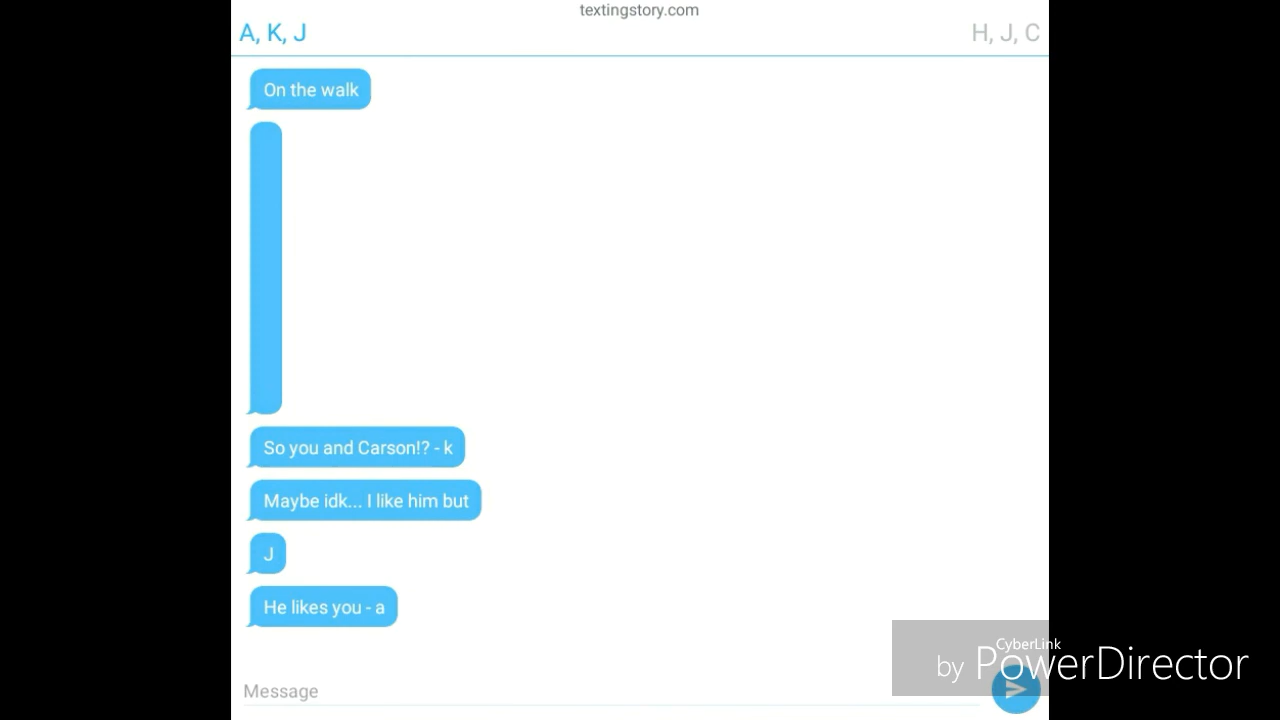 textingstory.com
A, K, J
H, J, C
On the walk
So you and Carson!? - k
Maybe idk... I like him but
J
He likes you - a
Message
CyberLink
by PowerDirector